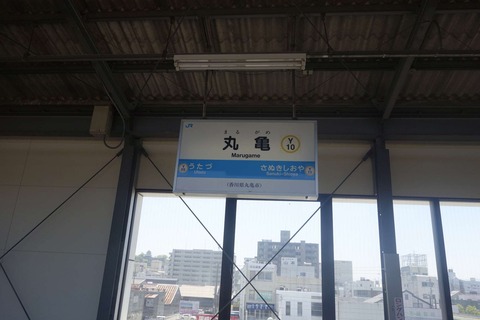 JR
まるがめ
丸亀
Marugame
Y
10
うたづ
Utazu
さぬきしおや
Sanuki-Shioya
(香川県丸亀市)